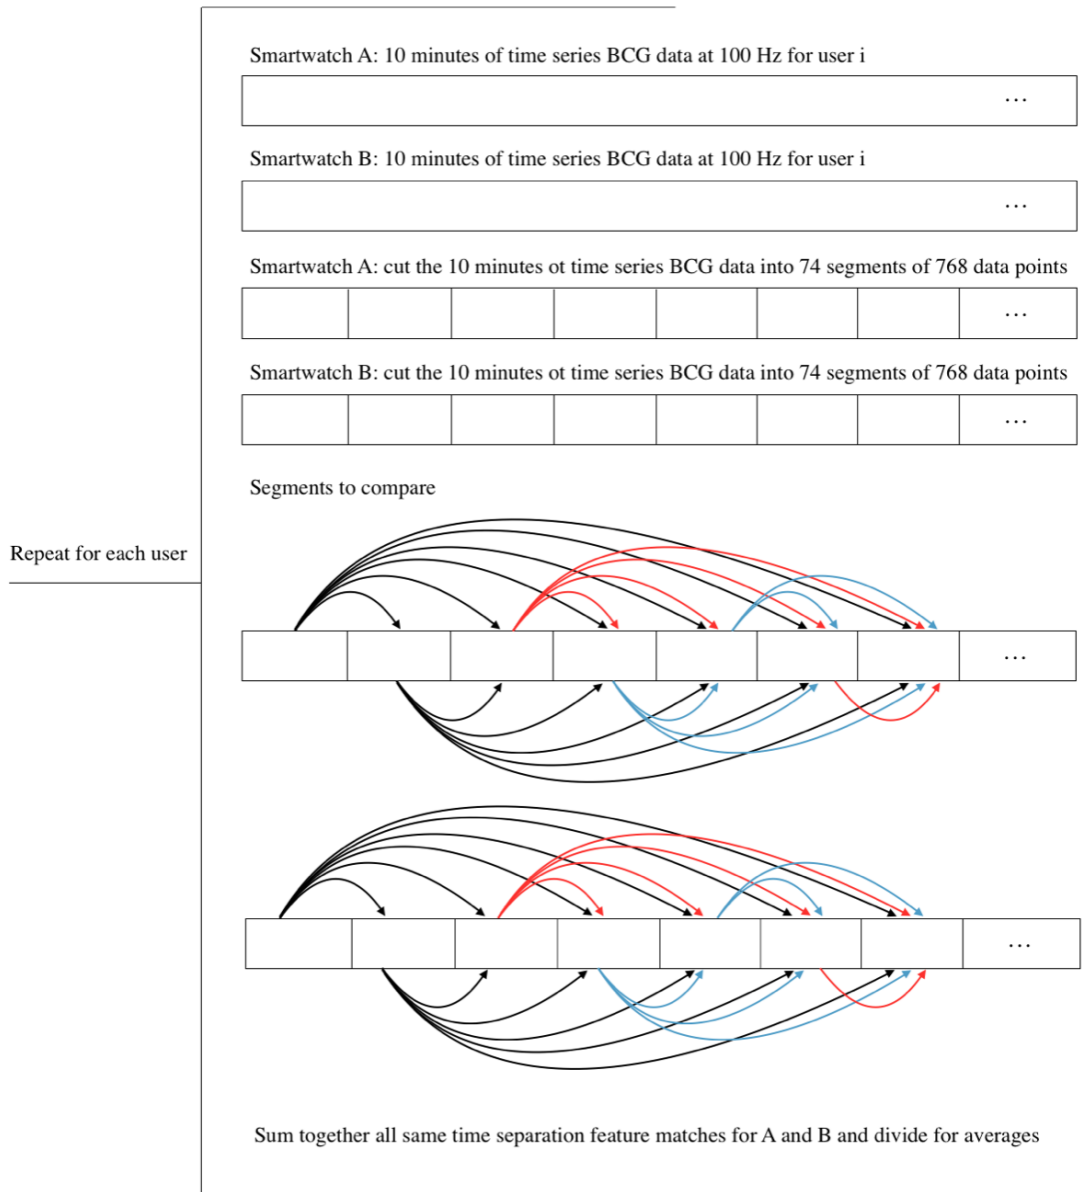 Smartwatch A: 10 minutes of time series BCG data at 100 Hz for user i
...
Smartwatch B: 10 minutes of time series BCG data at 100 Hz for user i
...
Smartwatch A: cut the 10 minutes ot time series BCG data into 74 segments of 768 data points
...
Smartwatch B: cut the 10 minutes ot time series BCG data into 74 segments of 768 data points
...
Segments to compare
Repeat for each user
...
...
Sum together all same time separation feature matches for A and B and divide for averages